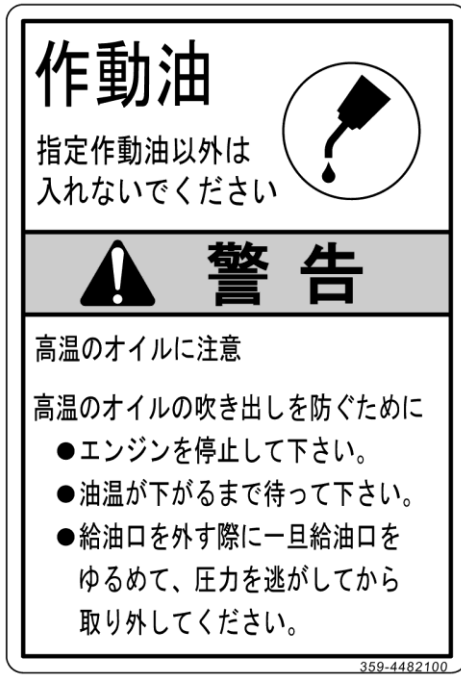 作動油
指定作動油以外は
入れないでください
警告
高温のオイルに注意
高温のオイルの吹き出しを防ぐために
●エンジンを停止して下さい。
●油温が下がるまで待って下さい。
●給油口を外す際に一旦給油口を
ゆるめて、圧力を逃がしてから
取り外してください。
359-4482100